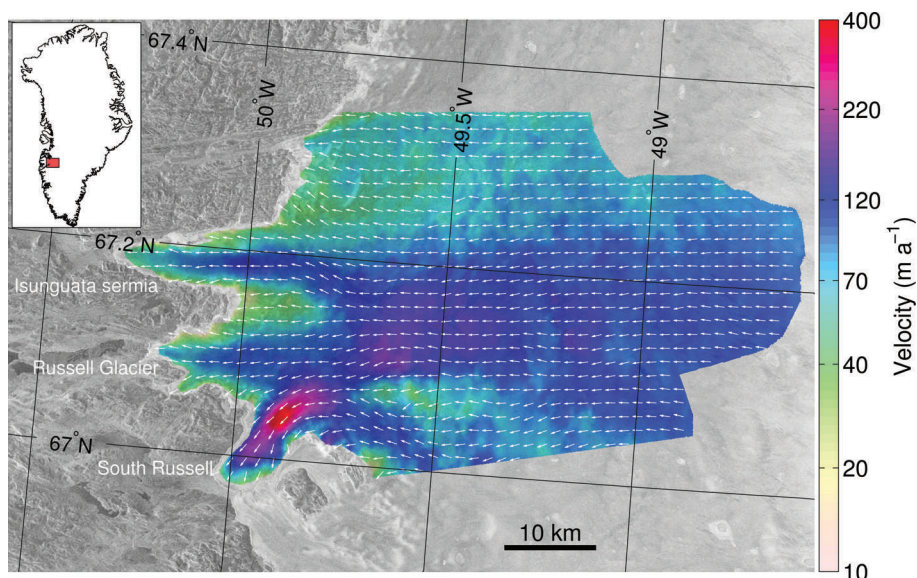 67.4°N
50°W
49.5°W
49°W
67.2°N
Isunguata sermia
Russell Glacier
67°N
South Russell
10 km
400
220
120
70
40
20
10
Velocity (m a⁻¹)